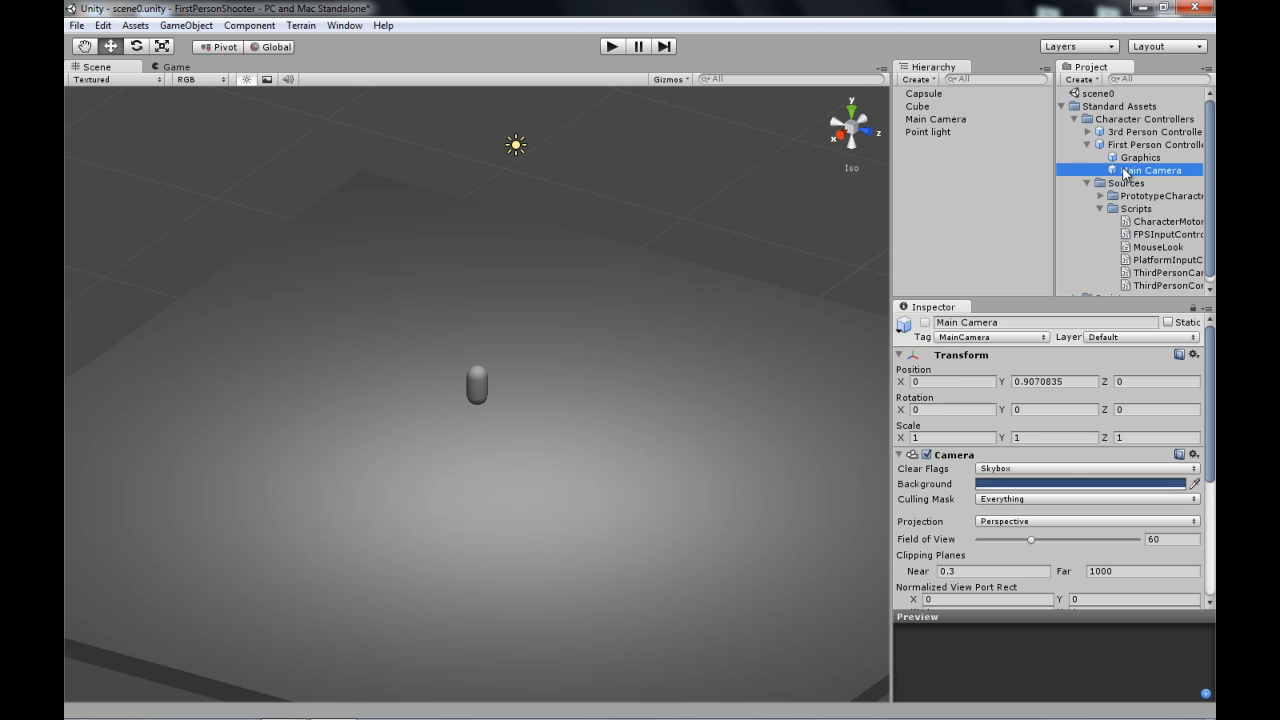 Unity - scene0.unity - FirstPersonShooter - PC and Mac Standalone*
File Edit Assets GameObject Component Terrain Window Help
Pivot Global Layers Layout
Scene Game Hierarchy Project
Textured RGB Gizmos All Create All Create All
Capsule
Cube
Main Camera
Point light
scene0
Standard Assets
Character Controllers
3rd Person Controlle
First Person Controlle
Graphics
Main Camera
Sources
PrototypeCharacte
Scripts
CharacterMotor
FPSInputContro
MouseLook
PlatformInputC
ThirdPersonCar
ThirdPersonCor
Inspector
Main Camera Static
Tag MainCamera Layer Default
Transform
Position
X 0 Y 0.9070835 Z 0
Rotation
X 0 Y 0 Z 0
Scale
X 1 Y 1 Z 1
Camera
Clear Flags Skybox
Background
Culling Mask Everything
Projection Perspective
Field of View 60
Clipping Planes
Near 0.3 Far 1000
Normalized View Port Rect
X 0 Y 0
Preview
y
x z
Iso